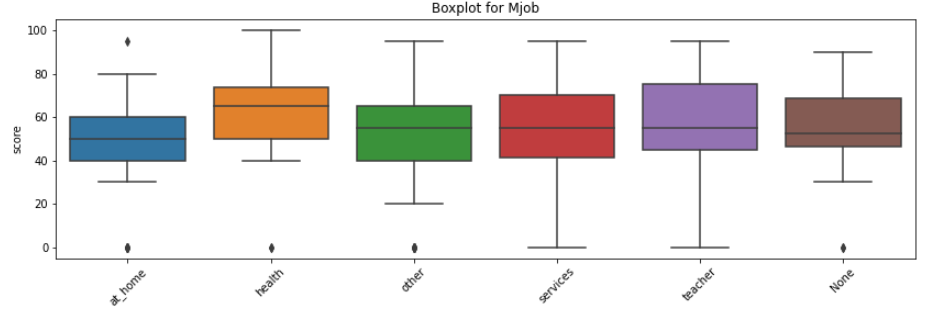 Boxplot for Mjob
100
80
60
40
20
0
score
at_home
health
other
services
teacher
None